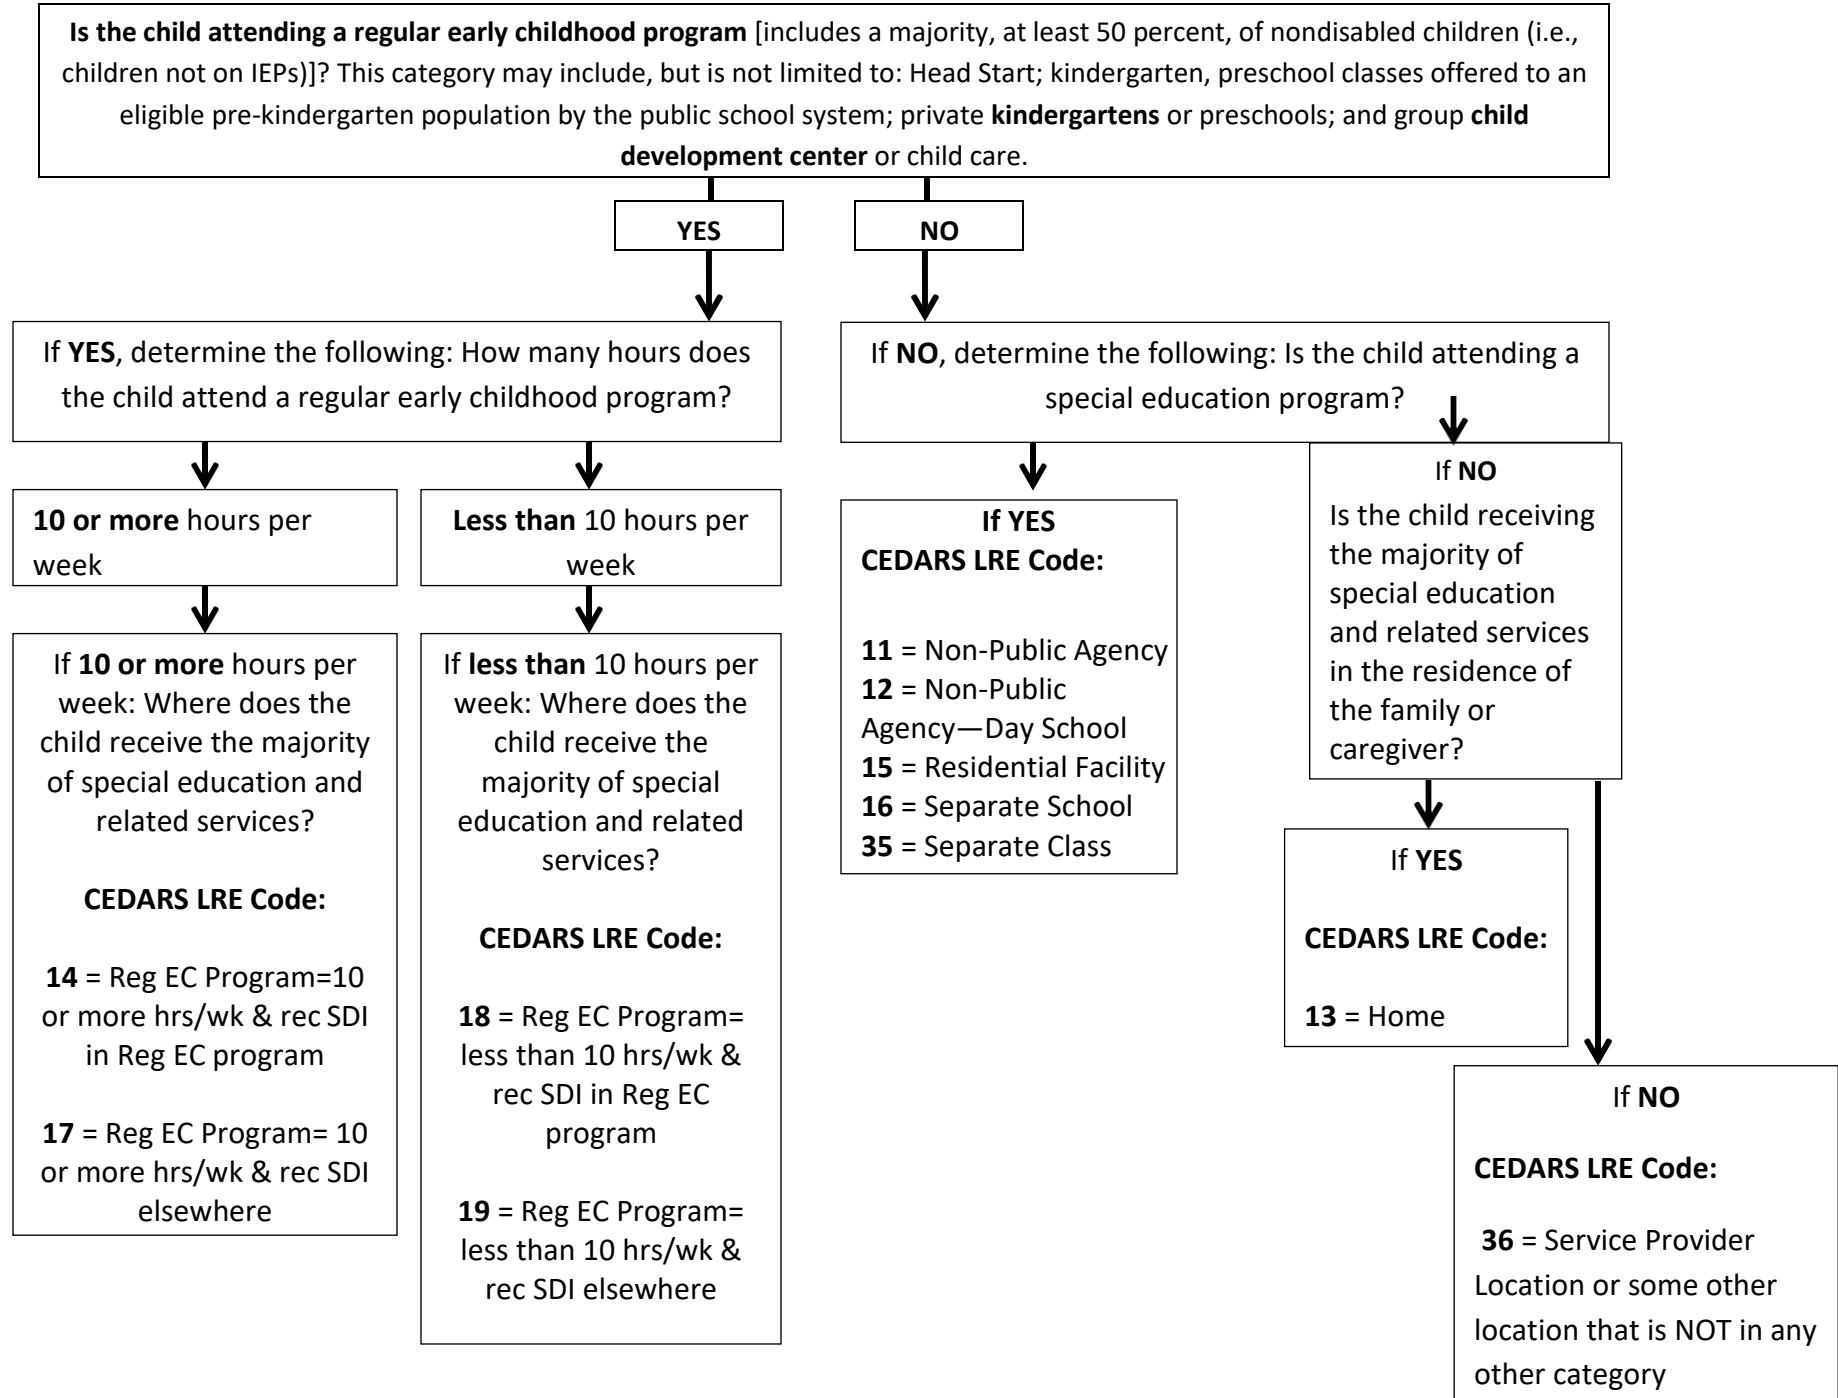 Is the child attending a regular early childhood program [includes a majority, at least 50 percent, of nondisabled children (i.e.,
children not on IEPs)]? This category may include, but is not limited to: Head Start; kindergarten, preschool classes offered to an
eligible pre-kindergarten population by the public school system; private kindergartens or preschools; and group child
development center or child care.
YES
NO
If YES, determine the following: How many hours does
the child attend a regular early childhood program?
10 or more hours per
week
If 10 or more hours per
week: Where does the
child receive the majority
of special education and
related services?
CEDARS LRE Code:
14 = Reg EC Program=10
or more hrs/wk & rec SDI
in Reg EC program
17 = Reg EC Program= 10
or more hrs/wk & rec SDI
elsewhere
Less than 10 hours per
week
If less than 10 hours per
week: Where does the
child receive the
majority of special
education and related
services?
CEDARS LRE Code:
18 = Reg EC Program=
less than 10 hrs/wk &
rec SDI in Reg EC
program
19 = Reg EC Program=
less than 10 hrs/wk &
rec SDI elsewhere
If NO, determine the following: Is the child attending a
special education program?
If YES
CEDARS LRE Code:
11 = Non-Public Agency
12 = Non-Public
Agency—Day School
15 = Residential Facility
16 = Separate School
35 = Separate Class
If NO
Is the child receiving
the majority of
special education
and related services
in the residence of
the family or
caregiver?
If YES
CEDARS LRE Code:
13 = Home
If NO
CEDARS LRE Code:
36 = Service Provider
Location or some other
location that is NOT in any
other category